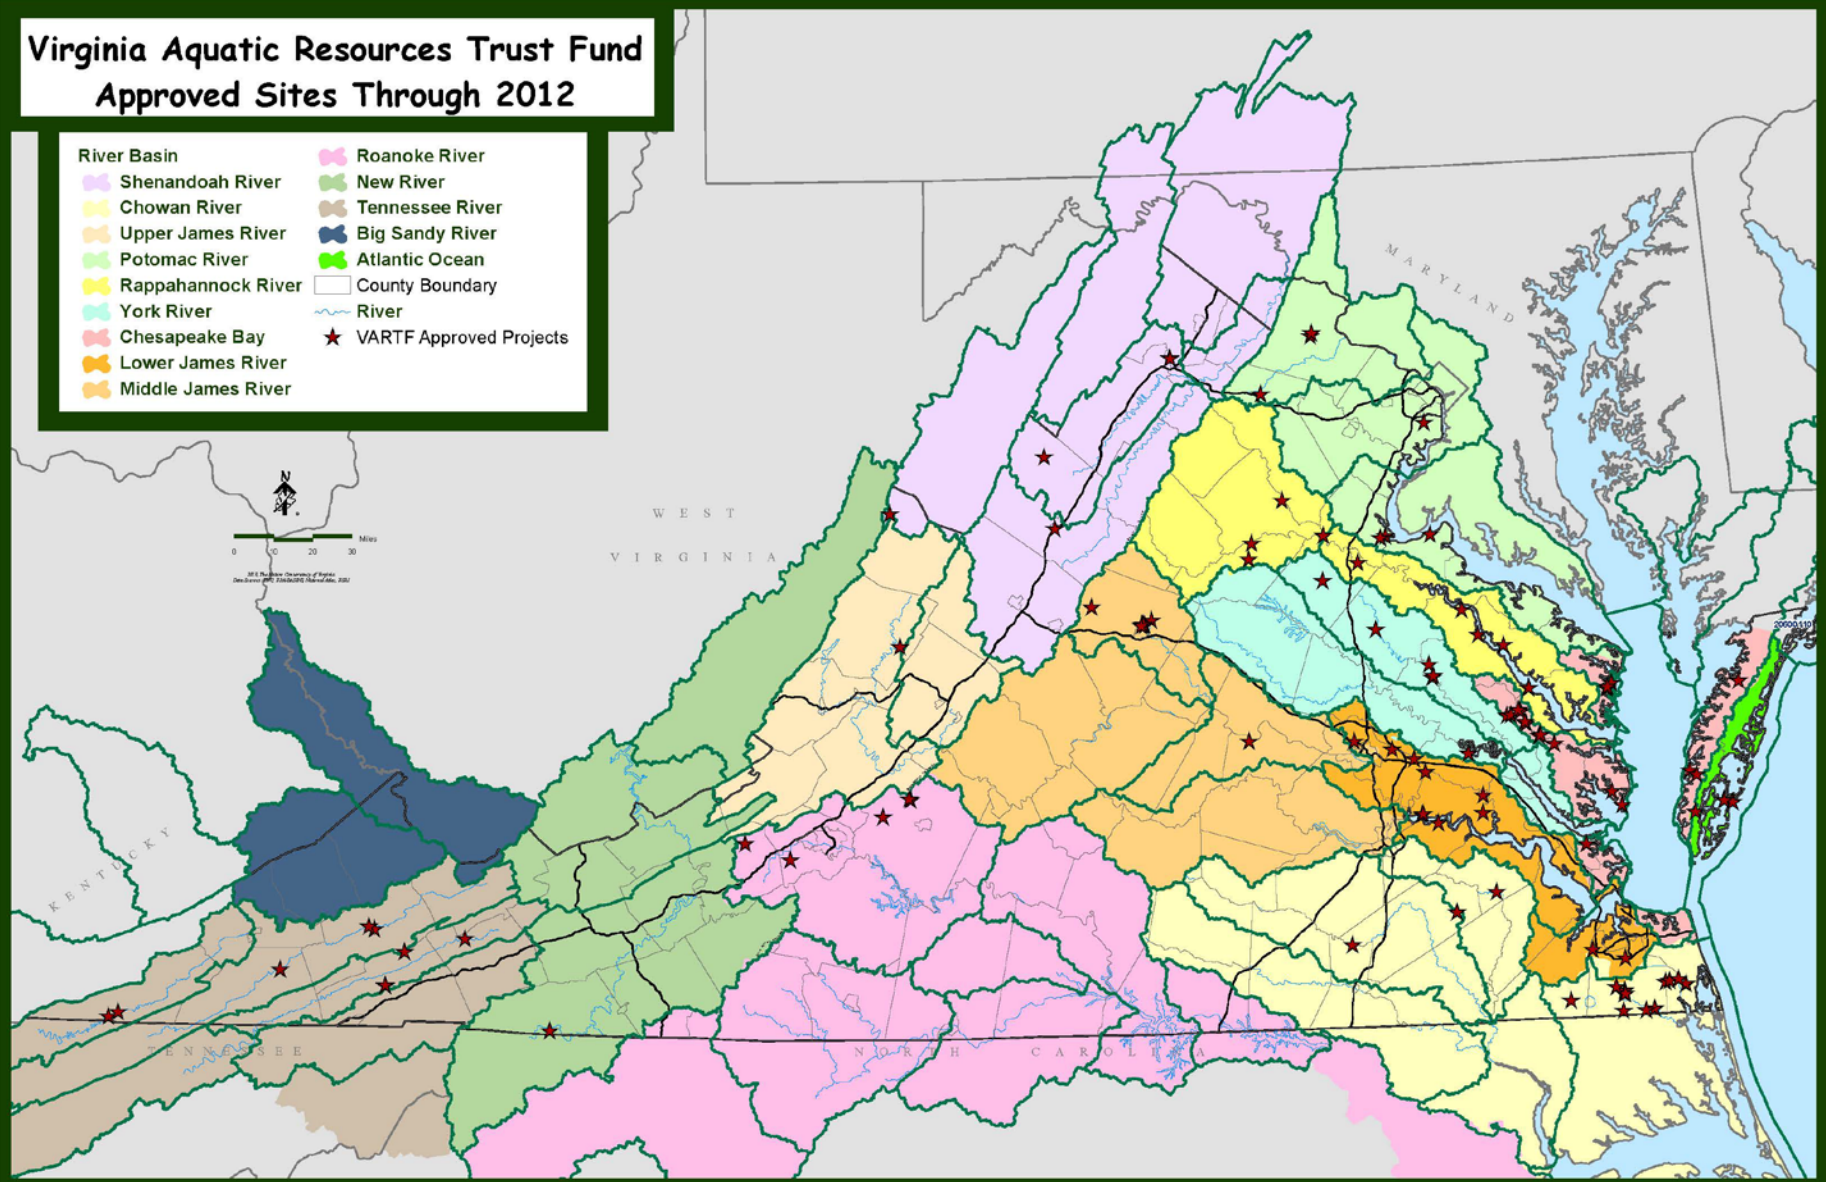 Virginia Aquatic Resources Trust Fund
Approved Sites Through 2012
River Basin
Shenandoah River
Chowan River
Upper James River
Potomac River
Rappahannock River
York River
Chesapeake Bay
Lower James River
Middle James River
Roanoke River
New River
Tennessee River
Big Sandy River
Atlantic Ocean
County Boundary
River
VARTF Approved Projects
MARYLAND
N
WEST
VIRGINIA
0 10 20 30 Miles
KENTUCKY
TENNESSEE
NORTH CAROLINA